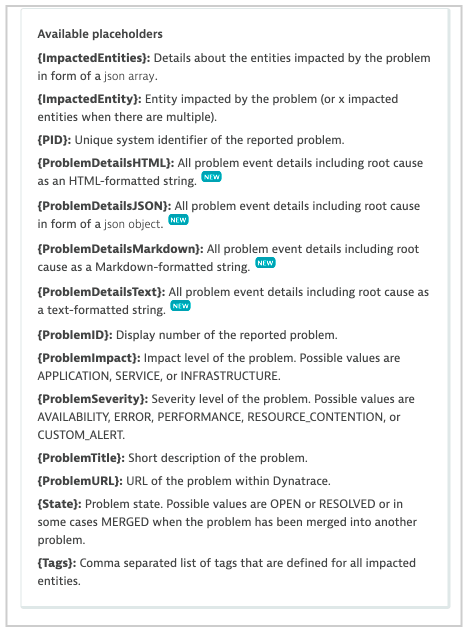 Available placeholders
{ImpactedEntities}: Details about the entities impacted by the problem
in form of a json array.
{ImpactedEntity}: Entity impacted by the problem (or x impacted
entities when there are multiple).
{PID}: Unique system identifier of the reported problem.
{ProblemDetailsHTML}: All problem event details including root cause
as an HTML-formatted string. NEW
{ProblemDetailsJSON}: All problem event details including root cause
in form of a json object. NEW
{ProblemDetailsMarkdown}: All problem event details including root
cause as a Markdown-formatted string. NEW
{ProblemDetailsText}: All problem event details including root cause as
a text-formatted string. NEW
{ProblemID}: Display number of the reported problem.
{ProblemImpact}: Impact level of the problem. Possible values are
APPLICATION, SERVICE, or INFRASTRUCTURE.
{ProblemSeverity}: Severity level of the problem. Possible values are
AVAILABILITY, ERROR, PERFORMANCE, RESOURCE_CONTENTION, or
CUSTOM_ALERT.
{ProblemTitle}: Short description of the problem.
{ProblemURL}: URL of the problem within Dynatrace.
{State}: Problem state. Possible values are OPEN or RESOLVED or in
some cases MERGED when the problem has been merged into another
problem.
{Tags}: Comma separated list of tags that are defined for all impacted
entities.